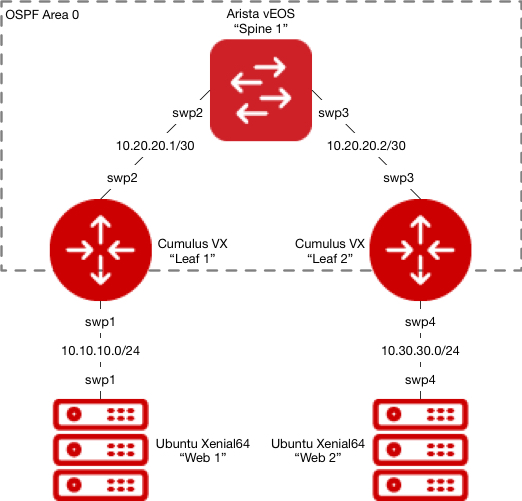 OSPF Area 0
Arista vEOS
“Spine 1”
swp2
swp3
10.20.20.1/30
10.20.20.2/30
swp2
swp3
Cumulus VX
“Leaf 1”
Cumulus VX
“Leaf 2”
swp1
swp4
10.10.10.0/24
10.30.30.0/24
swp1
swp4
Ubuntu Xenial64
“Web 1”
Ubuntu Xenial64
“Web 2”